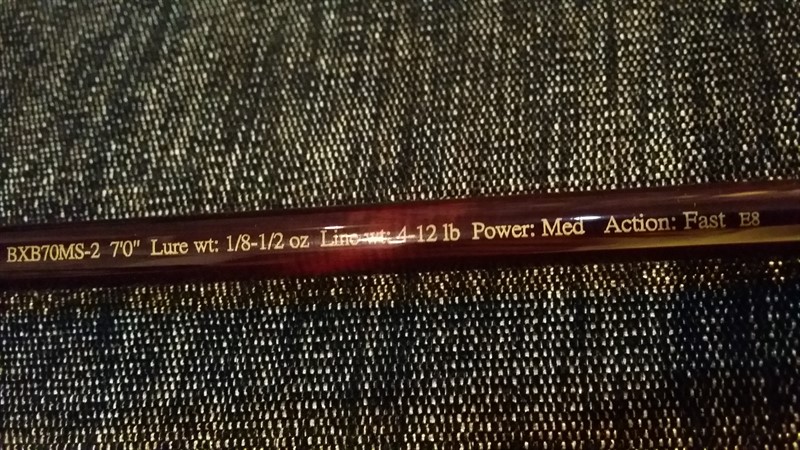 BXB70MS-2 7'0" Lure wt: 1/8-1/2 oz Line wt: 4-12 lb Power: Med Action: Fast E8